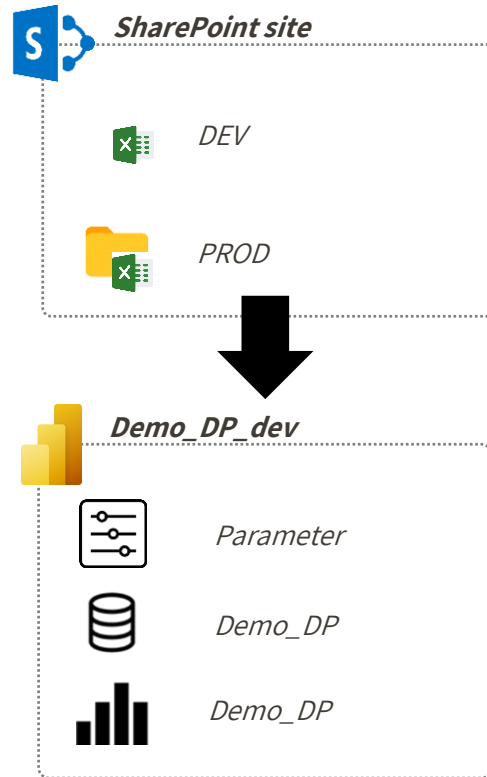 SharePoint site
DEV
PROD
Demo_DP_dev
Parameter
Demo_DP
Demo_DP